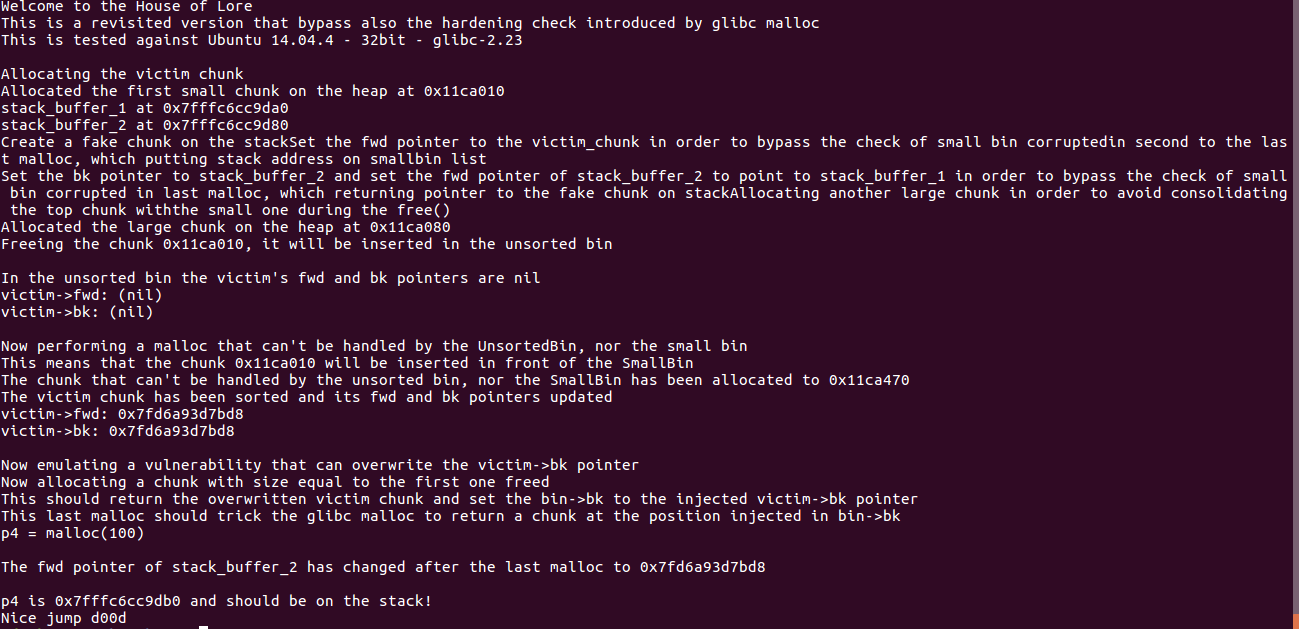 Welcome to the House of Lore
This is a revisited version that bypass also the hardening check introduced by glibc malloc
This is tested against Ubuntu 14.04.4 - 32bit - glibc-2.23
Allocating the victim chunk
Allocated the first small chunk on the heap at 0x11ca010
stack_buffer_1 at 0x7fffc6cc9da0
stack_buffer_2 at 0x7fffc6cc9d80
Create a fake chunk on the stackSet the fwd pointer to the victim_chunk in order to bypass the check of small bin corruptedin second to the las
t malloc, which putting stack address on smallbin list
Set the bk pointer to stack_buffer_2 and set the fwd pointer of stack_buffer_2 to point to stack_buffer_1 in order to bypass the check of small
 bin corrupted in last malloc, which returning pointer to the fake chunk on stackAllocating another large chunk in order to avoid consolidating
 the top chunk withthe small one during the free()
Allocated the large chunk on the heap at 0x11ca080
Freeing the chunk 0x11ca010, it will be inserted in the unsorted bin
In the unsorted bin the victim's fwd and bk pointers are nil
victim->fwd: (nil)
victim->bk: (nil)
Now performing a malloc that can't be handled by the UnsortedBin, nor the small bin
This means that the chunk 0x11ca010 will be inserted in front of the SmallBin
The chunk that can't be handled by the unsorted bin, nor the SmallBin has been allocated to 0x11ca470
The victim chunk has been sorted and its fwd and bk pointers updated
victim->fwd: 0x7fd6a93d7bd8
victim->bk: 0x7fd6a93d7bd8
Now emulating a vulnerability that can overwrite the victim->bk pointer
Now allocating a chunk with size equal to the first one freed
This should return the overwritten victim chunk and set the bin->bk to the injected victim->bk pointer
This last malloc should trick the glibc malloc to return a chunk at the position injected in bin->bk
p4 = malloc(100)
The fwd pointer of stack_buffer_2 has changed after the last malloc to 0x7fd6a93d7bd8
p4 is 0x7fffc6cc9db0 and should be on the stack!
Nice jump d00d